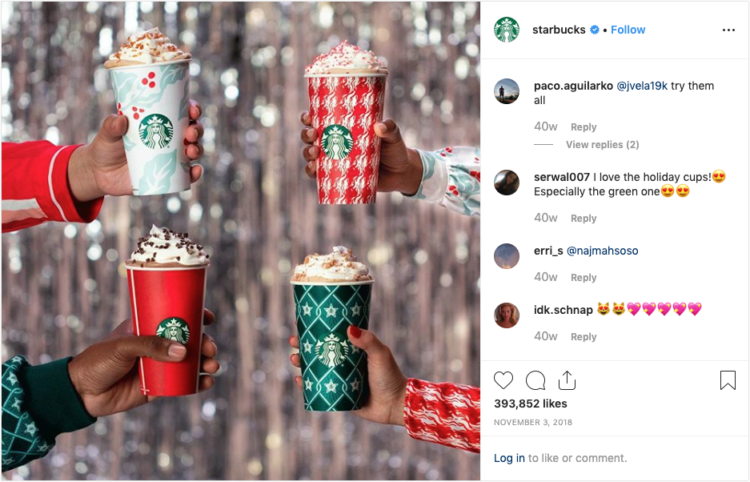 starbucks • Follow
paco.aguilarko @jvela19k try them
all
40w Reply
View replies (2)
serwal007 I love the holiday cups!😍
Especially the green one😍😍
40w Reply
erri_s @najmahsoso
40w Reply
idk.schnap 😻😻💖💖💖💖💖
40w Reply
393,852 likes
NOVEMBER 3, 2018
Log in to like or comment.